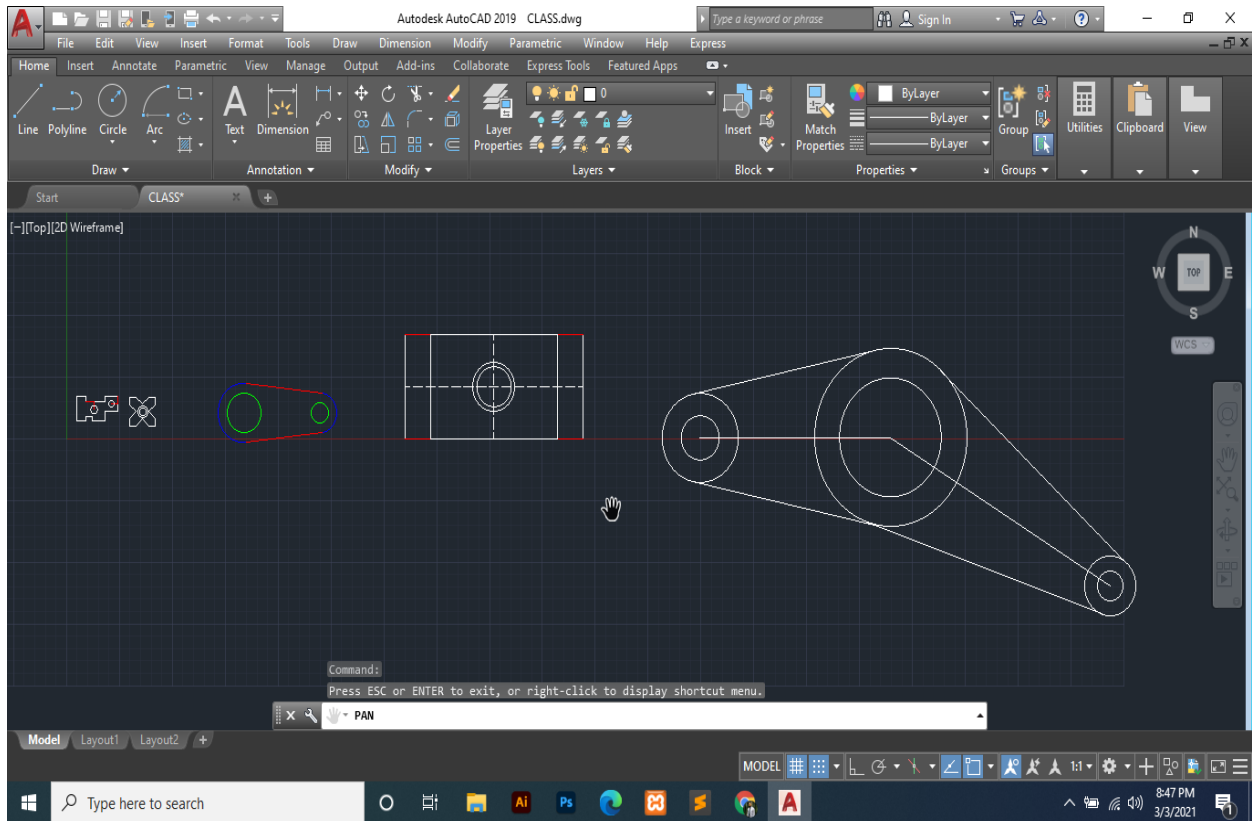 Autodesk AutoCAD 2019 CLASS.dwg
Type a keyword or phrase
Sign In
File Edit View Insert Format Tools Draw Dimension Modify Parametric Window Help Express
Home Insert Annotate Parametric View Manage Output Add-ins Collaborate Express Tools Featured Apps
0
ByLayer
ByLayer
ByLayer
Line Polyline Circle Arc
Text Dimension
Layer
Properties
Insert
Match
Properties
Group
Utilities
Clipboard
View
Draw Annotation Modify Layers Block Properties Groups
Start CLASS*
[−][Top][2D Wireframe]
N
W TOP E
S
WCS
Command:
Press ESC or ENTER to exit, or right-click to display shortcut menu.
PAN
Model Layout1 Layout2 +
MODEL 1:1
Type here to search
Ai Ps
8:47 PM
3/3/2021
1